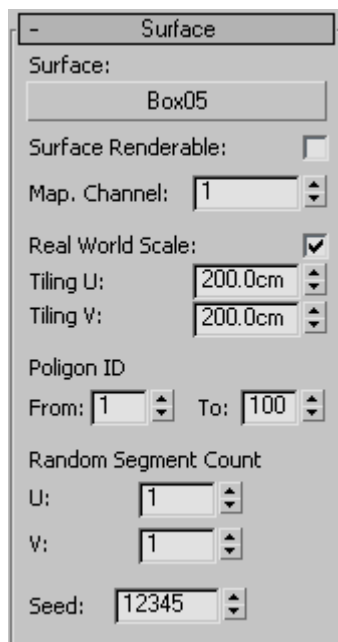 - Surface
Surface:
Box05
Surface Renderable:
Map. Channel: 1
Real World Scale:
Tiling U: 200.0cm
Tiling V: 200.0cm
Poligon ID
From: 1 To: 100
Random Segment Count
U: 1
V: 1
Seed: 12345